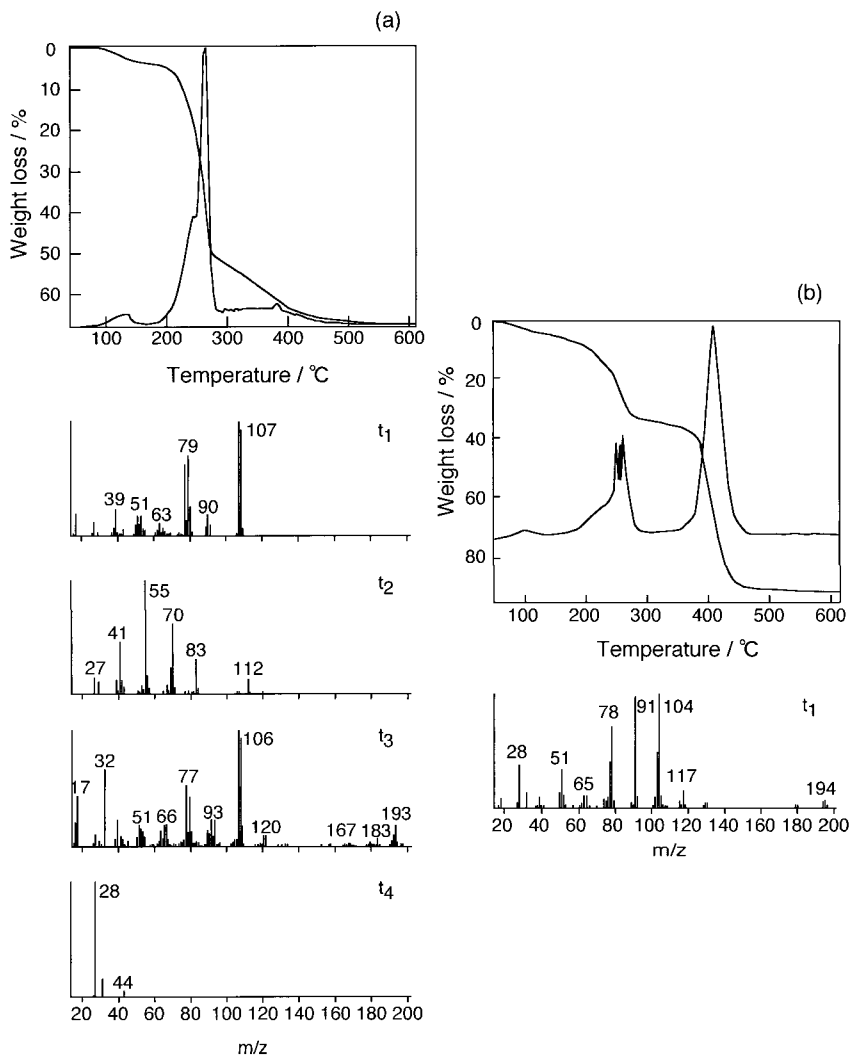 (a)
0
10
20
30
40
50
60
Weight loss / %
100 200 300 400 500 600
Temperature / °C
t1
39 51 63 79 90 107
t2
27 41 55 70 83 112
t3
17 32 51 66 77 93 106 120 167 183 193
t4
28 44
20 40 60 80 100 120 140 160 180 200
m/z
(b)
0
20
40
60
80
Weight loss / %
100 200 300 400 500 600
Temperature / °C
t1
28 51 65 78 91 104 117 194
20 40 60 80 100 120 140 160 180 200
m/z